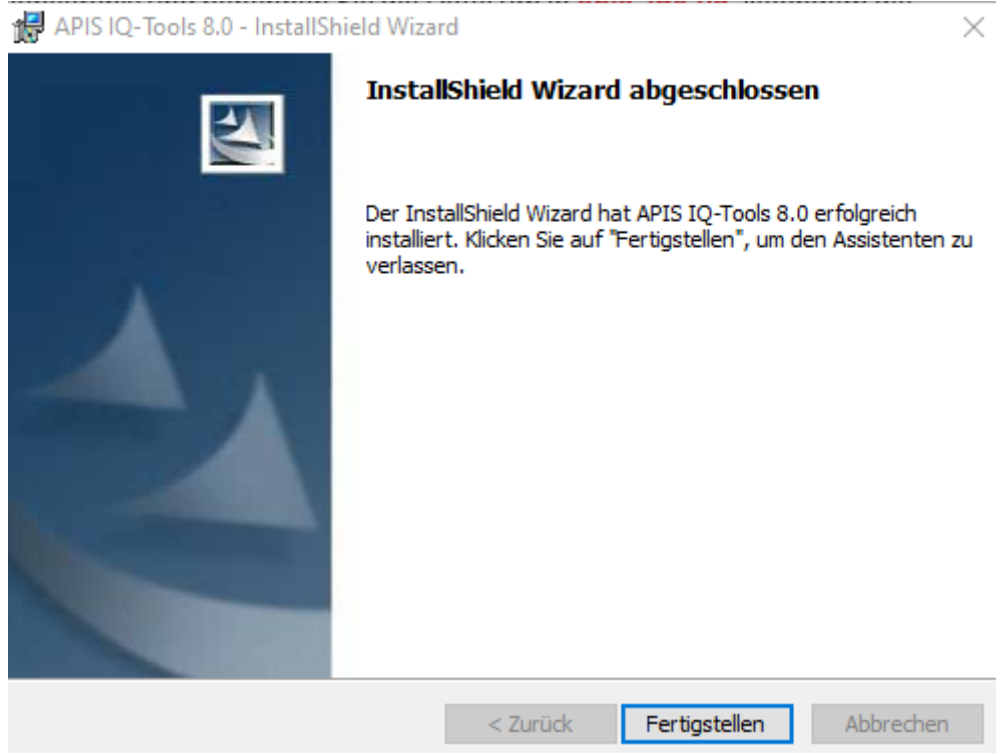 APIS IQ-Tools 8.0 - InstallShield Wizard
InstallShield Wizard abgeschlossen
Der InstallShield Wizard hat APIS IQ-Tools 8.0 erfolgreich
installiert. Klicken Sie auf "Fertigstellen", um den Assistenten zu
verlassen.
< Zurück
Fertigstellen
Abbrechen